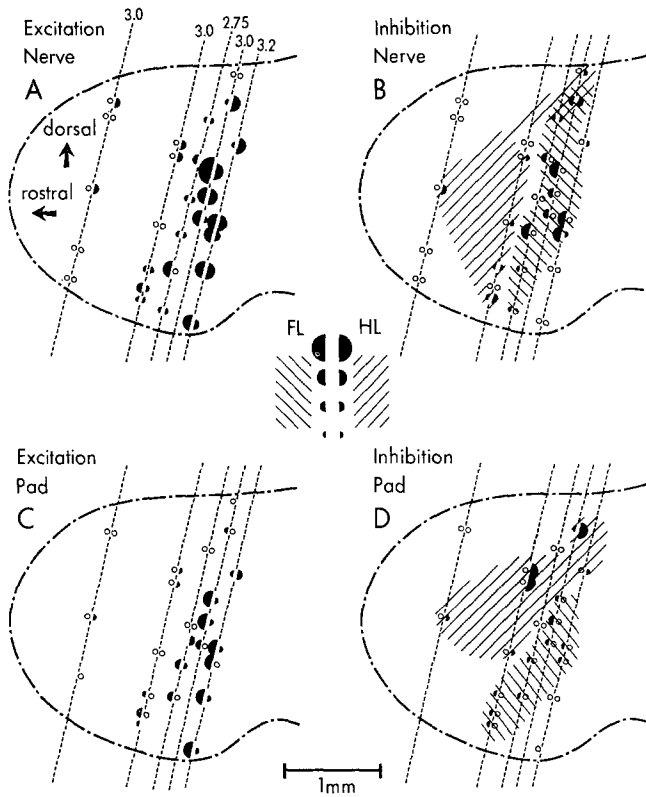 Excitation
Nerve
A
3.0
3.0
2.75
3.0
3.2
dorsal
rostral
Inhibition
Nerve
B
FL
HL
Excitation
Pad
C
Inhibition
Pad
D
1mm